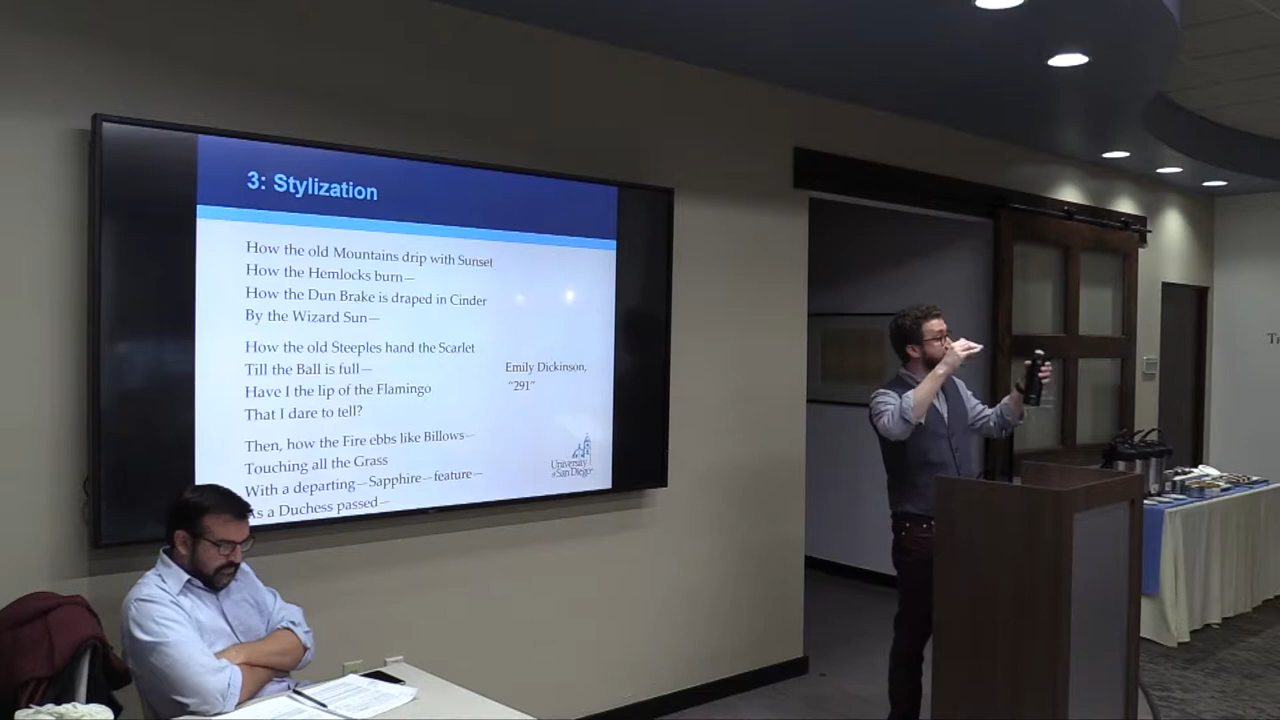 3: Stylization
How the old Mountains drip with Sunset
How the Hemlocks burn—
How the Dun Brake is draped in Cinder
By the Wizard Sun—
How the old Steeples hand the Scarlet
Till the Ball is full—
Have I the lip of the Flamingo
That I dare to tell?
Then, how the Fire ebbs like Billows—
Touching all the Grass
With a departing—Sapphire—feature—
As a Duchess passed—
Emily Dickinson,
"291"
University
of San Diego